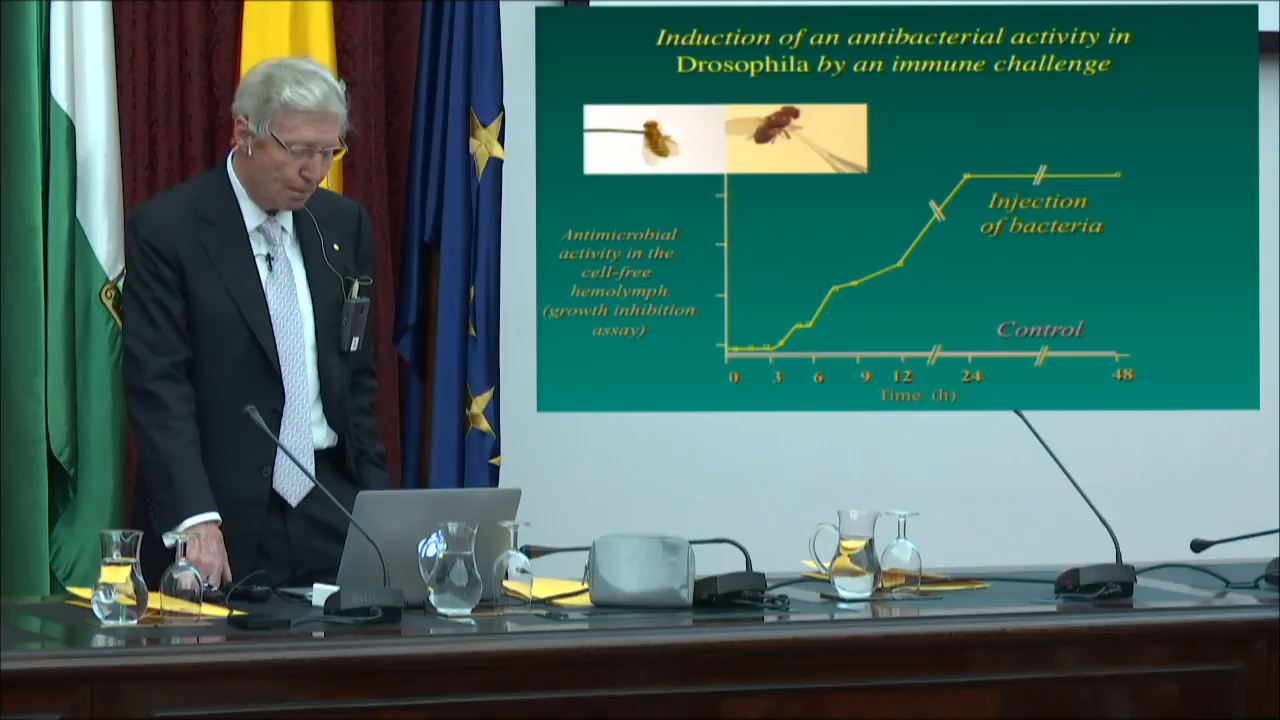 Induction of an antibacterial activity in
Drosophila by an immune challenge
Antimicrobial
activity in the
cell-free
hemolymph
(growth inhibition
assay)
Injection
of bacteria
Control
0 3 6 9 12 24 48
Time (h)